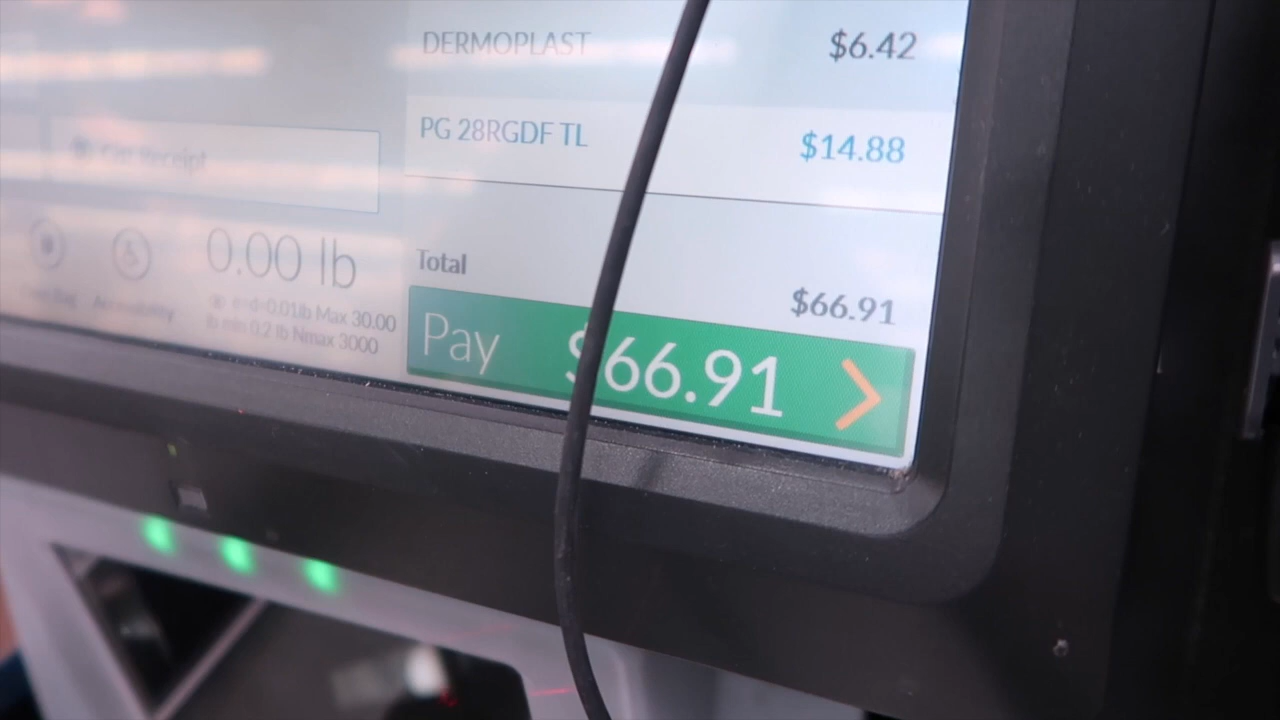 DERMOPLAST $6.42
PG 28RGDF TL $14.88
Receipt
0.00 lb
e=d=0.01lb Max 30.00
lb min 0.2 lb Nmax 3000
Total
$66.91
Pay $66.91